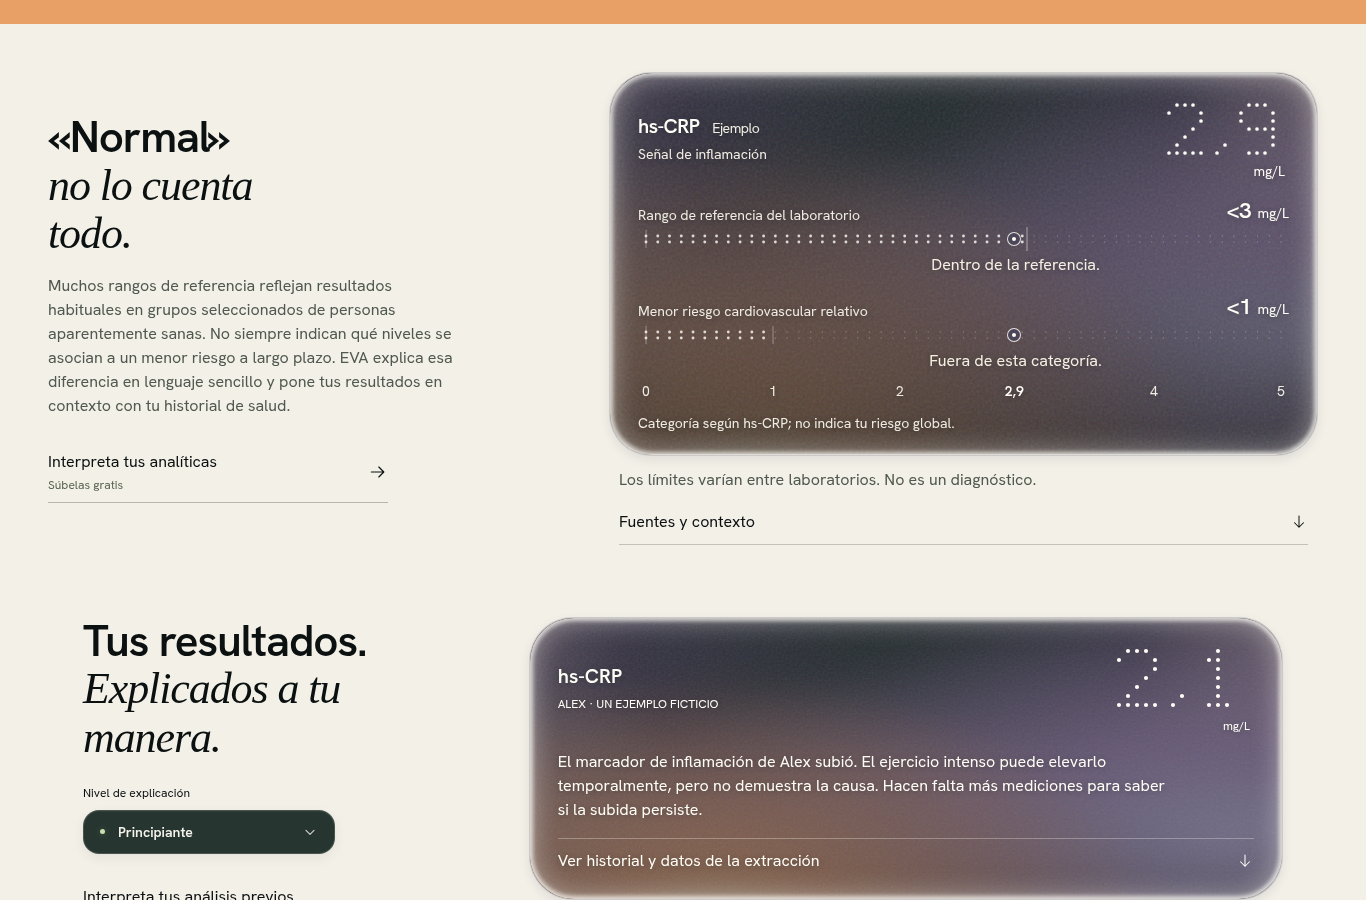 «Normal»
no lo cuenta
todo.
Muchos rangos de referencia reflejan resultados
habituales en grupos seleccionados de personas
aparentemente sanas. No siempre indican qué niveles se
asocian a un menor riesgo a largo plazo. EVA explica esa
diferencia en lenguaje sencillo y pone tus resultados en
contexto con tu historial de salud.
Interpreta tus analíticas
Súbelas gratis
hs-CRP Ejemplo
Señal de inflamación
2,9
mg/L
Rango de referencia del laboratorio
<3 mg/L
Dentro de la referencia.
Menor riesgo cardiovascular relativo
<1 mg/L
Fuera de esta categoría.
0 1 2 2,9 4 5
Categoría según hs-CRP; no indica tu riesgo global.
Los límites varían entre laboratorios. No es un diagnóstico.
Fuentes y contexto
Tus resultados.
Explicados a tu
manera.
Nivel de explicación
Principiante
Interpreta tus análisis previos
hs-CRP
ALEX · UN EJEMPLO FICTICIO
2,1
mg/L
El marcador de inflamación de Alex subió. El ejercicio intenso puede elevarlo
temporalmente, pero no demuestra la causa. Hacen falta más mediciones para saber
si la subida persiste.
Ver historial y datos de la extracción